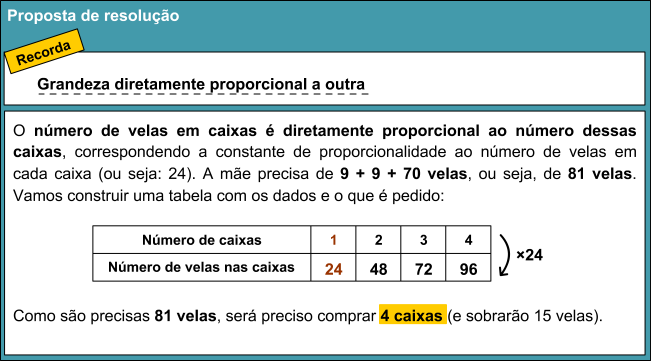 Proposta de resolução
Recorda
Grandeza diretamente proporcional a outra
O número de velas em caixas é diretamente proporcional ao número dessas
caixas, correspondendo a constante de proporcionalidade ao número de velas em
cada caixa (ou seja: 24). A mãe precisa de 9 + 9 + 70 velas, ou seja, de 81 velas.
Vamos construir uma tabela com os dados e o que é pedido:
Número de caixas 1 2 3 4
Número de velas nas caixas 24 48 72 96
×24
Como são precisas 81 velas, será preciso comprar 4 caixas (e sobrarão 15 velas).